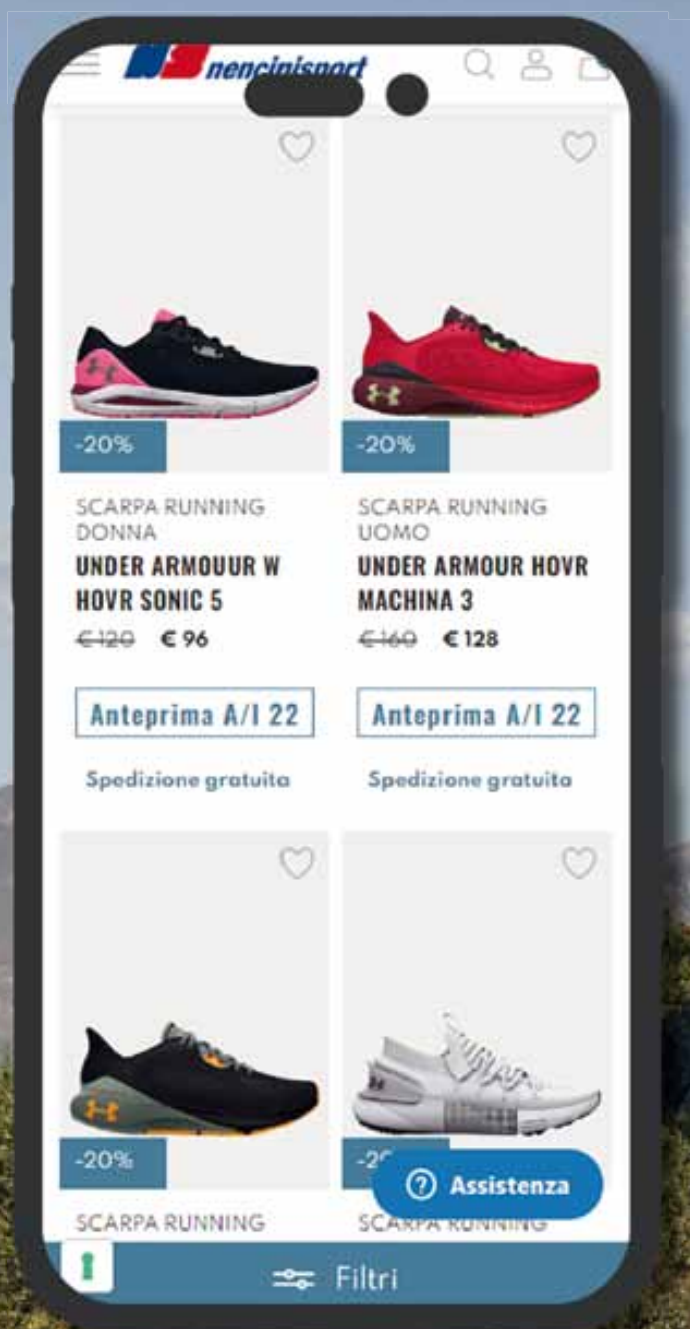 nencinisport
-20%
-20%
SCARPA RUNNING
DONNA
UNDER ARMOUUR W
HOVR SONIC 5
€ 120 € 96
SCARPA RUNNING
UOMO
UNDER ARMOUR HOVR
MACHINA 3
€ 160 € 128
Anteprima A/I 22
Anteprima A/I 22
Spedizione gratuita
Spedizione gratuita
-20%
-20
Assistenza
SCARPA RUNNING
SCARPA RUNNING
Filtri